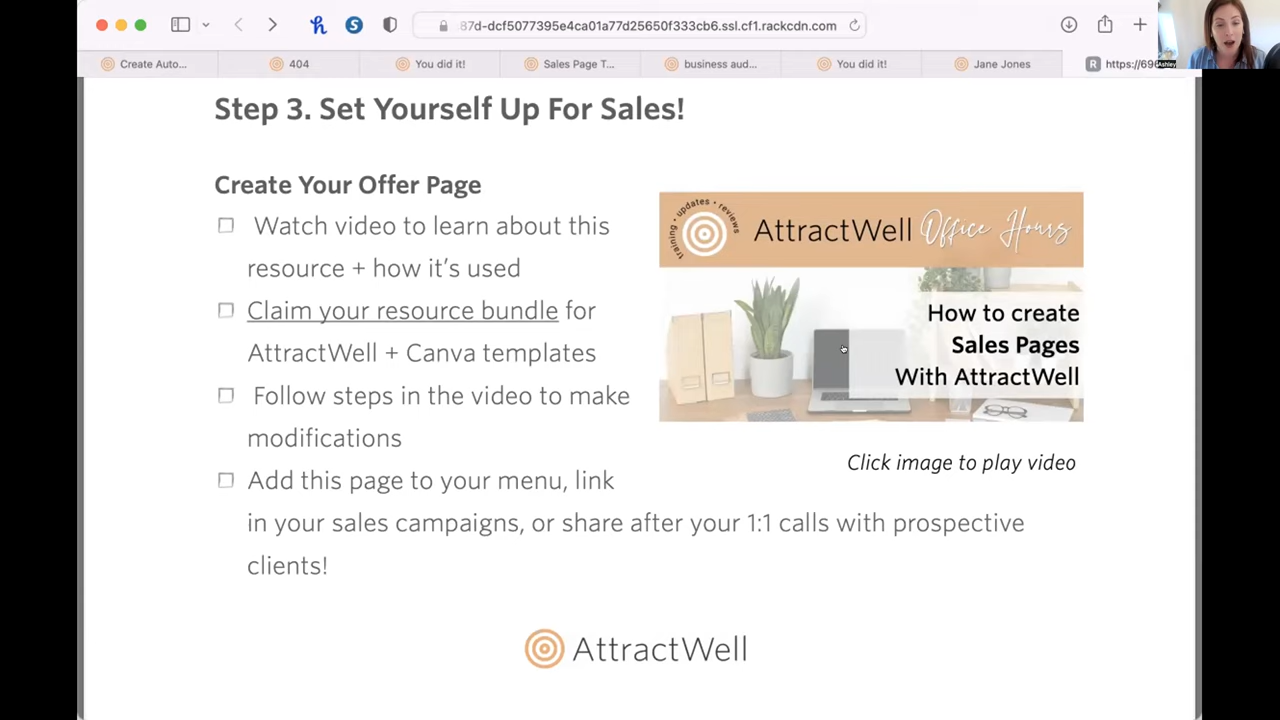 87d-dcf5077395e4ca01a77d25650f333cb6.ssl.cf1.rackcdn.com
Create Auto...
404
You did it!
Sales Page T...
business aud...
You did it!
Jane Jones
R
Ashley
Step 3. Set Yourself Up For Sales!
Create Your Offer Page
Watch video to learn about this
resource + how it's used
Claim your resource bundle for
AttractWell + Canva templates
Follow steps in the video to make
modifications
Add this page to your menu, link
in your sales campaigns, or share after your 1:1 calls with prospective
clients!
training • updates • reviews
AttractWell Office Hours
How to create
Sales Pages
With AttractWell
Click image to play video
AttractWell